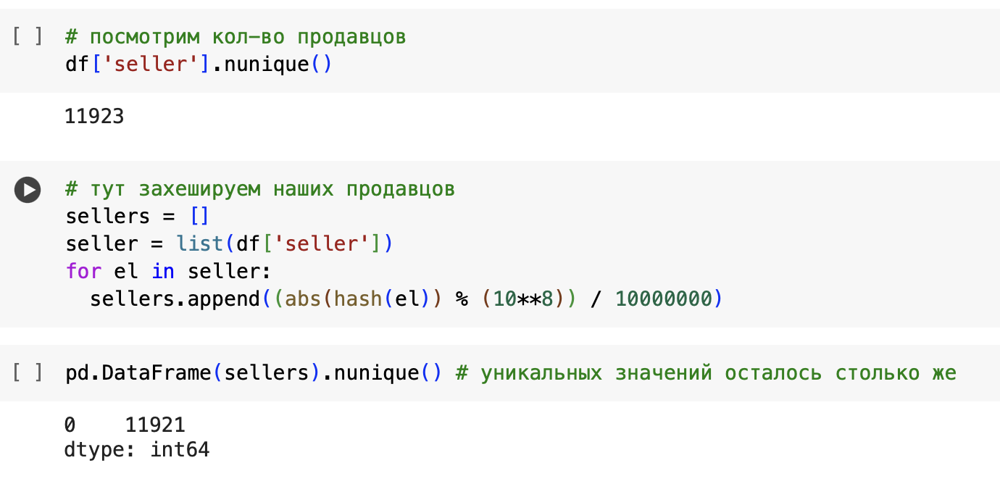 [ ] # посмотрим кол-во продавцов
df['seller'].nunique()
11923
# тут захешируем наших продавцов
sellers = []
seller = list(df['seller'])
for el in seller:
  sellers.append((abs(hash(el)) % (10**8)) / 10000000)
[ ] pd.DataFrame(sellers).nunique() # уникальных значений осталось столько же
0    11921
dtype: int64